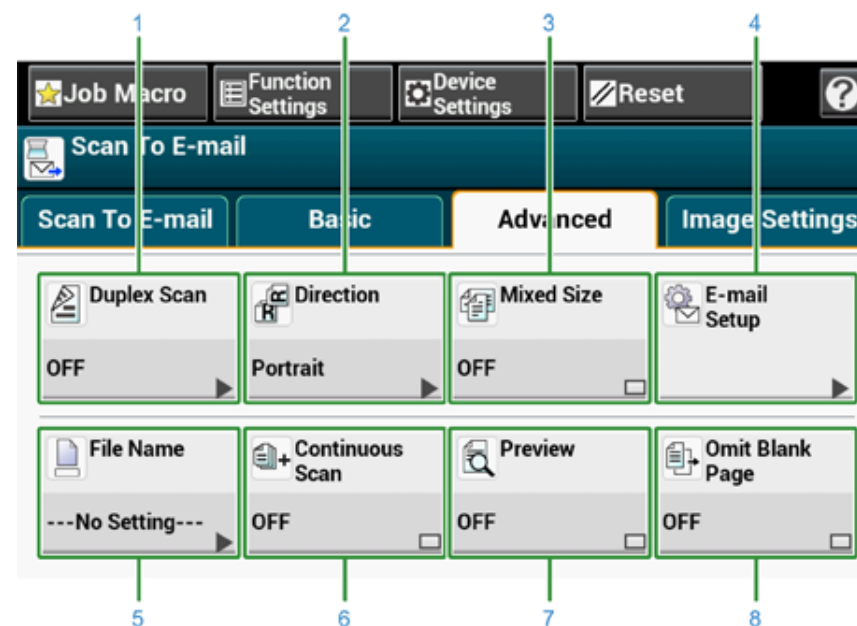 1 2 3 4
Job Macro Function Settings Device Settings Reset ?
Scan To E-mail
Scan To E-mail Basic Advanced Image Settings
Duplex Scan
OFF
Direction
Portrait
Mixed Size
OFF
E-mail
Setup
File Name
---No Setting---
Continuous
Scan
OFF
Preview
OFF
Omit Blank
Page
OFF
5 6 7 8